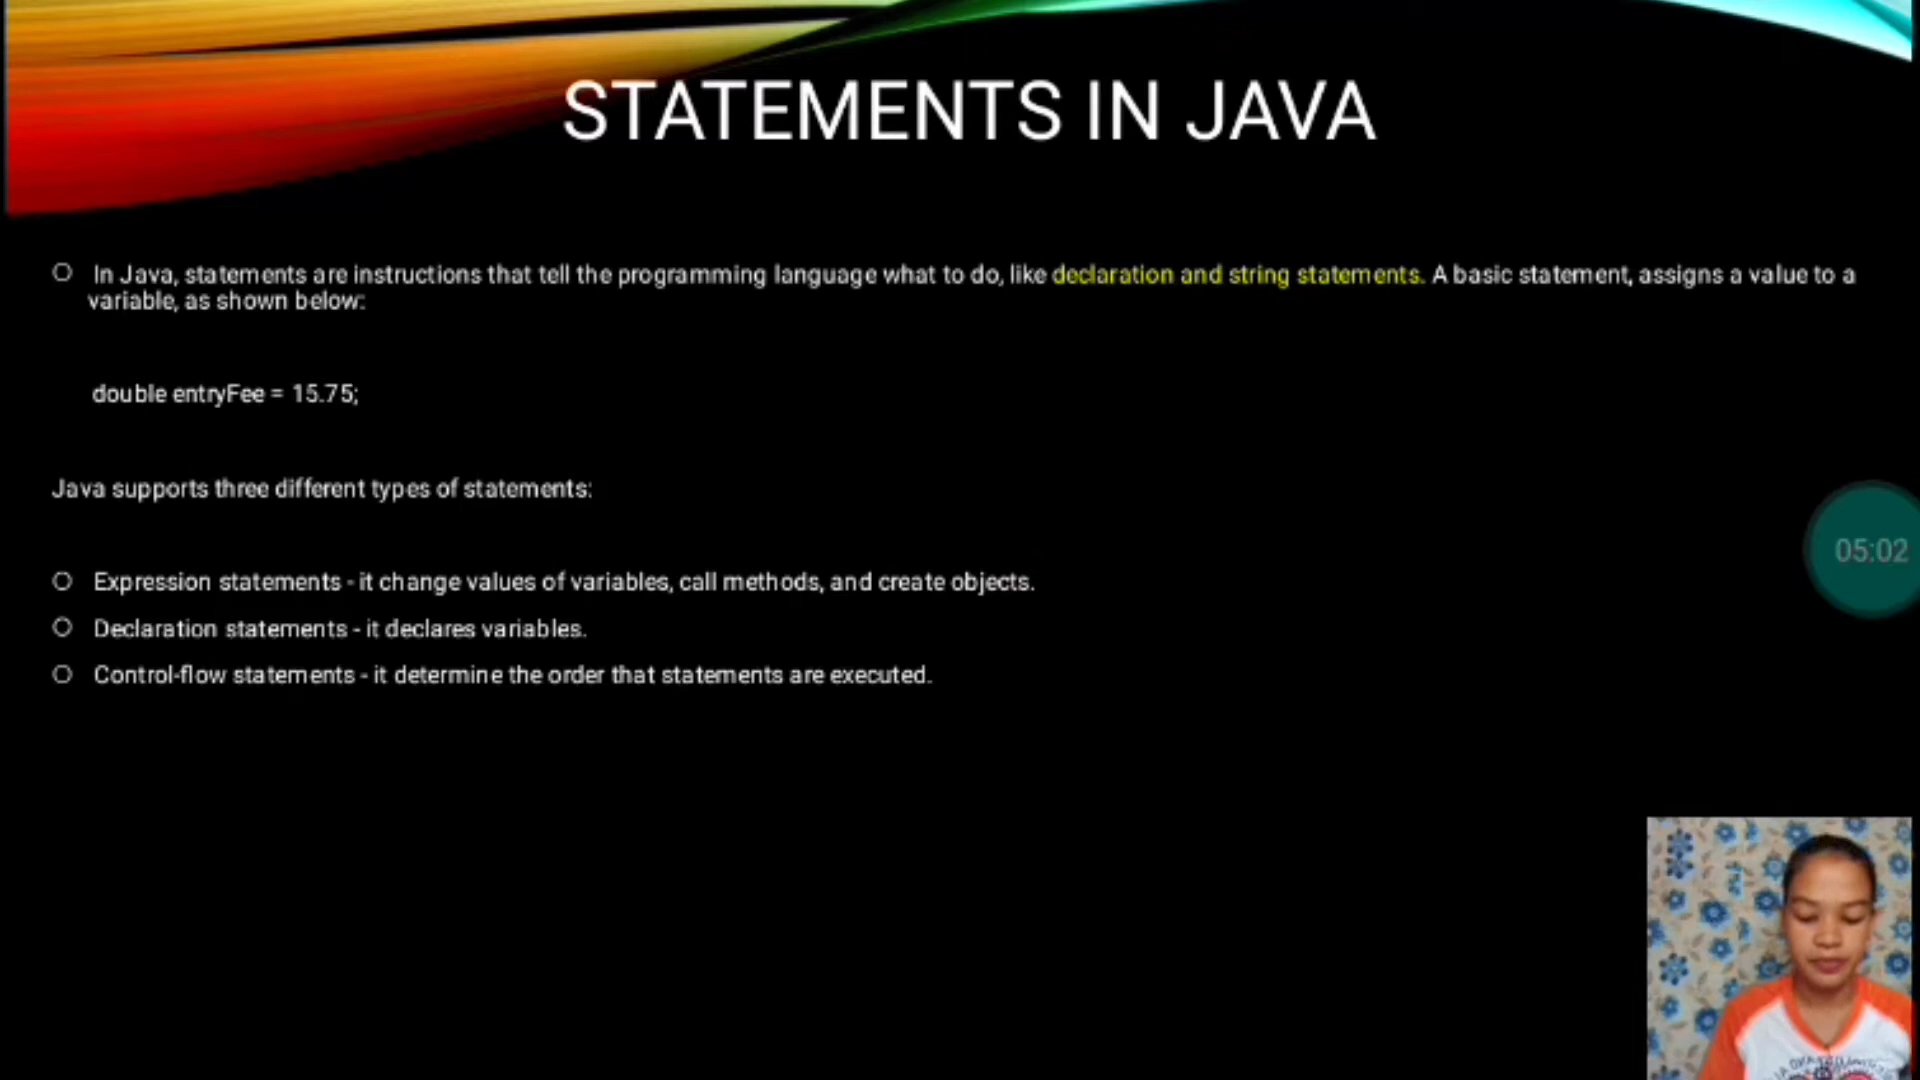 STATEMENTS IN JAVA
In Java, statements are instructions that tell the programming language what to do, like declaration and string statements. A basic statement, assigns a value to a
variable, as shown below:
double entryFee = 15.75;
Java supports three different types of statements:
05:02
Expression statements - it change values of variables, call methods, and create objects.
Declaration statements - it declares variables.
Control-flow statements - it determine the order that statements are executed.